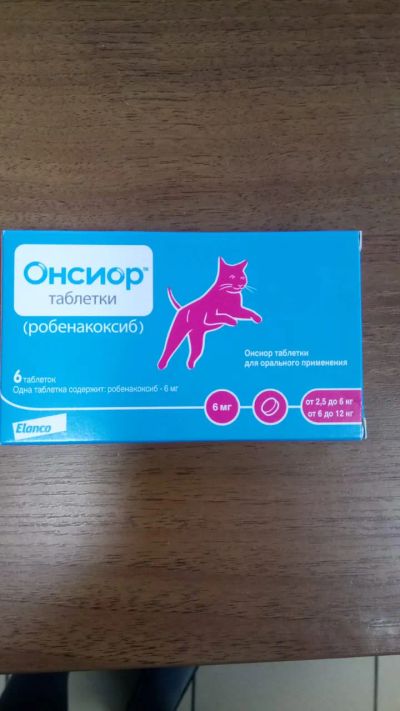 Онсиор™
таблетки
(робенакоксиб)
Онсиор таблетки
для орального применения
6 таблеток
Одна таблетка содержит: робенакоксиб - 6 мг
Elanco
6 мг
от 2,5 до 6 кг
от 6 до 12 кг